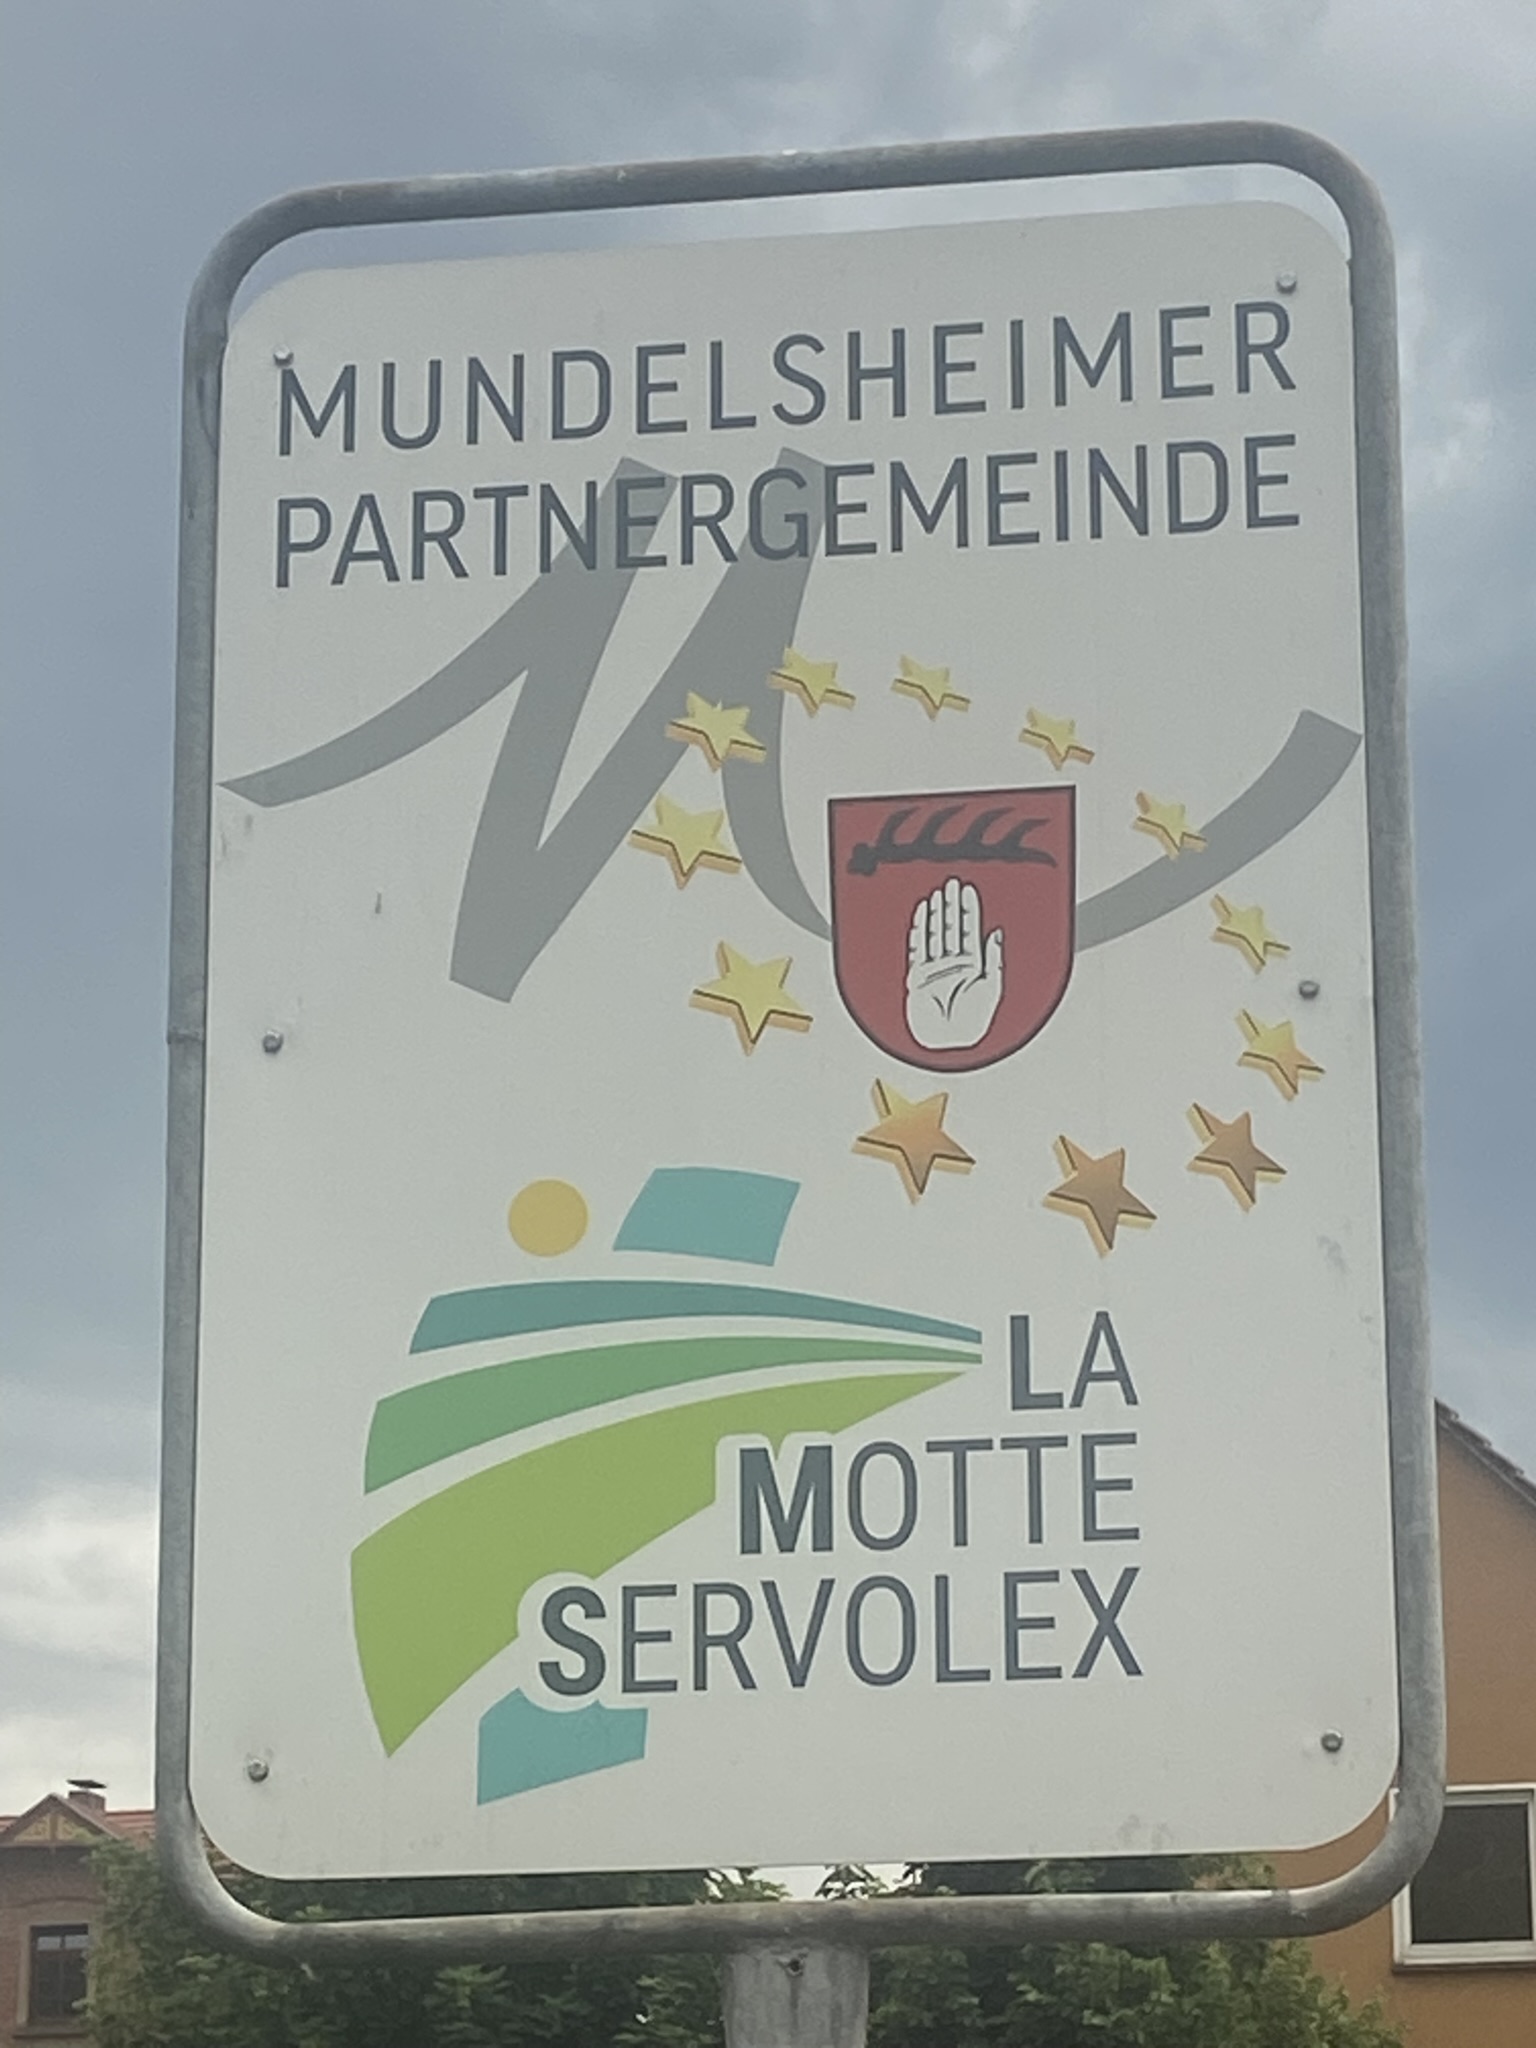 MUNDELSHEIMER
PARTNERGEMEINDE
LA
MOTTE
SERVOLEX